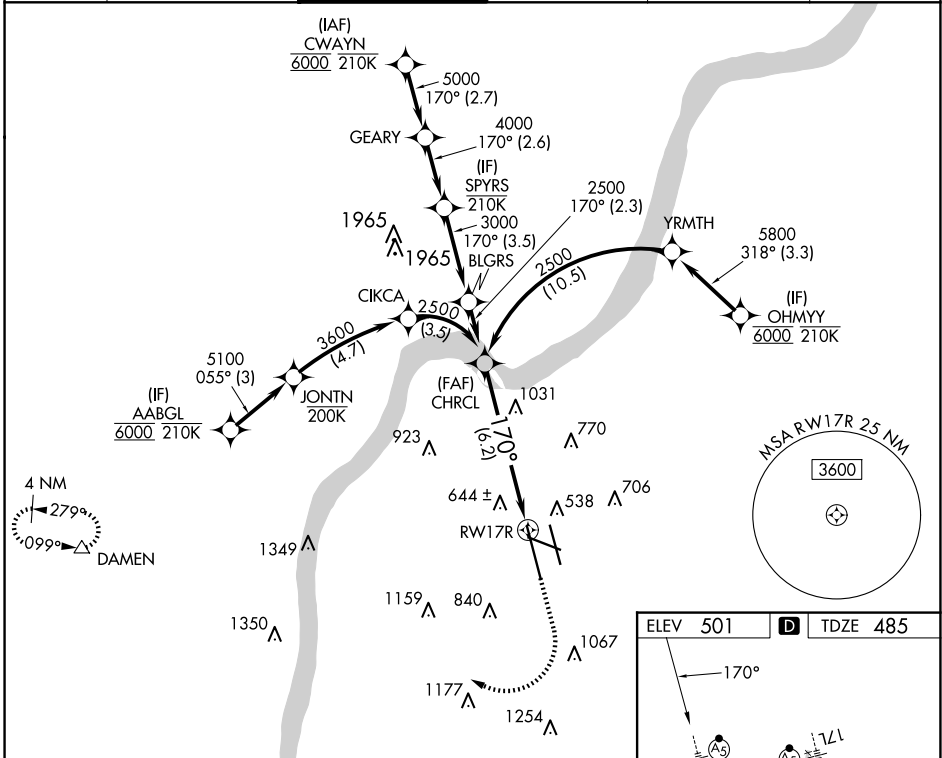 (IAF)
CWAYN
6000 210K
5000
170° (2.7)
GEARY
4000
170° (2.6)
(IF)
SPYRS
210K
2500
170° (2.3)
3000
170° (3.5)
BLGRS
1965
1965
YRMTH
5800
318° (3.3)
2500
(10.5)
(IF)
OHMYY
6000 210K
CIKCA
2500
(3.5)
3600
(4.7)
5100
055° (3)
JONTN
200K
(IF)
AABGL
6000 210K
(FAF)
CHRCL
1031
170°
(6.2)
923
770
MSA RW17R 25 NM
3600
4 NM
279°
099°
DAMEN
644 ±
538
706
RW17R
1349
1159
840
1350
1067
1177
1254
ELEV 501 D TDZE 485
170°
17L
A5